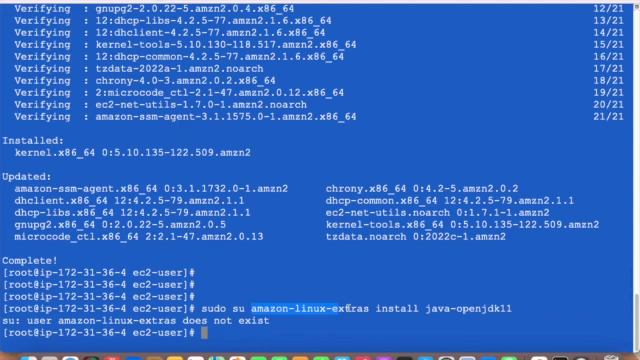 Verifying : gnupg2-2.0.22-5.amzn2.0.4.x86_64 12/21
Verifying : 12:dhcp-libs-4.2.5-77.amzn2.1.6.x86_64 13/21
Verifying : 12:dhclient-4.2.5-77.amzn2.1.6.x86_64 14/21
Verifying : kernel-tools-5.10.130-118.517.amzn2.x86_64 15/21
Verifying : 12:dhcp-common-4.2.5-77.amzn2.1.6.x86_64 16/21
Verifying : tzdata-2022a-1.amzn2.noarch 17/21
Verifying : chrony-4.0-3.amzn2.0.2.x86_64 18/21
Verifying : 2:microcode_ctl-2.1-47.amzn2.0.12.x86_64 19/21
Verifying : ec2-net-utils-1.7.0-1.amzn2.noarch 20/21
Verifying : amazon-ssm-agent-3.1.1575.0-1.amzn2.x86_64 21/21
Installed:
kernel.x86_64 0:5.10.135-122.509.amzn2
Updated:
amazon-ssm-agent.x86_64 0:3.1.1732.0-1.amzn2 chrony.x86_64 0:4.2-5.amzn2.0.2
dhclient.x86_64 12:4.2.5-79.amzn2.1.1 dhcp-common.x86_64 12:4.2.5-79.amzn2.1.1
dhcp-libs.x86_64 12:4.2.5-79.amzn2.1.1 ec2-net-utils.noarch 0:1.7.1-1.amzn2
gnupg2.x86_64 0:2.0.22-5.amzn2.0.5 kernel-tools.x86_64 0:5.10.135-122.509.amzn2
microcode_ctl.x86_64 2:2.1-47.amzn2.0.13 tzdata.noarch 0:2022c-1.amzn2
Complete!
[root@ip-172-31-36-4 ec2-user]#
[root@ip-172-31-36-4 ec2-user]#
[root@ip-172-31-36-4 ec2-user]#
[root@ip-172-31-36-4 ec2-user]# sudo su amazon-linux-extras install java-openjdk11
su: user amazon-linux-extras does not exist
[root@ip-172-31-36-4 ec2-user]#